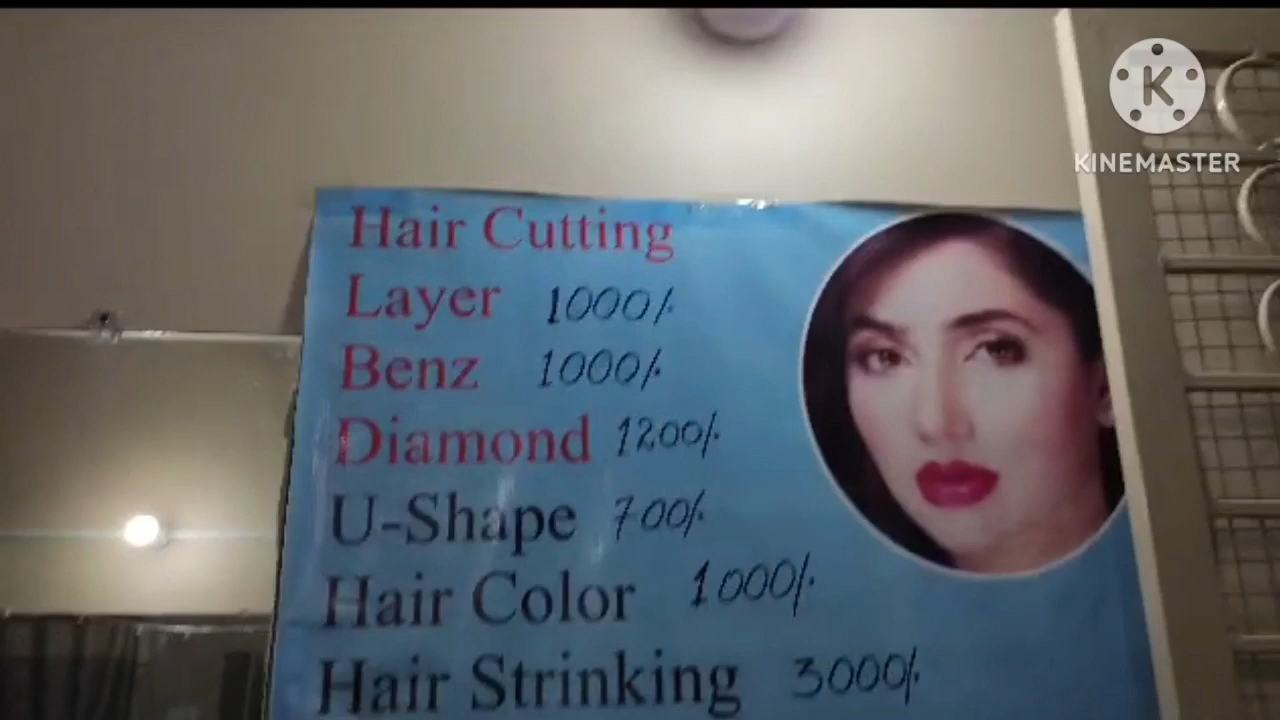 K
KINEMASTER
Hair Cutting
Layer 1000/.
Benz 1000/.
Diamond 1200/.
U-Shape 700/.
Hair Color 1000/.
Hair Strinking 3000/.